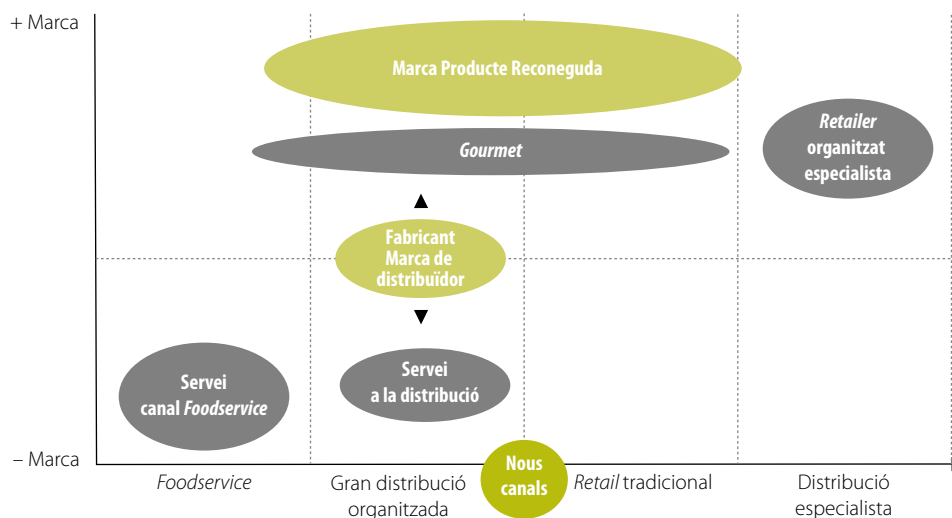 + Marca
Marca Producte Reconeguda
Retailer
organitzat
especialista
Gourmet
Fabricant
Marca de
distribuïdor
Servei
canal Foodservice
Servei
a la distribució
– Marca
Foodservice
Gran distribució
organitzada
Nous
canals
Retail tradicional
Distribució
especialista